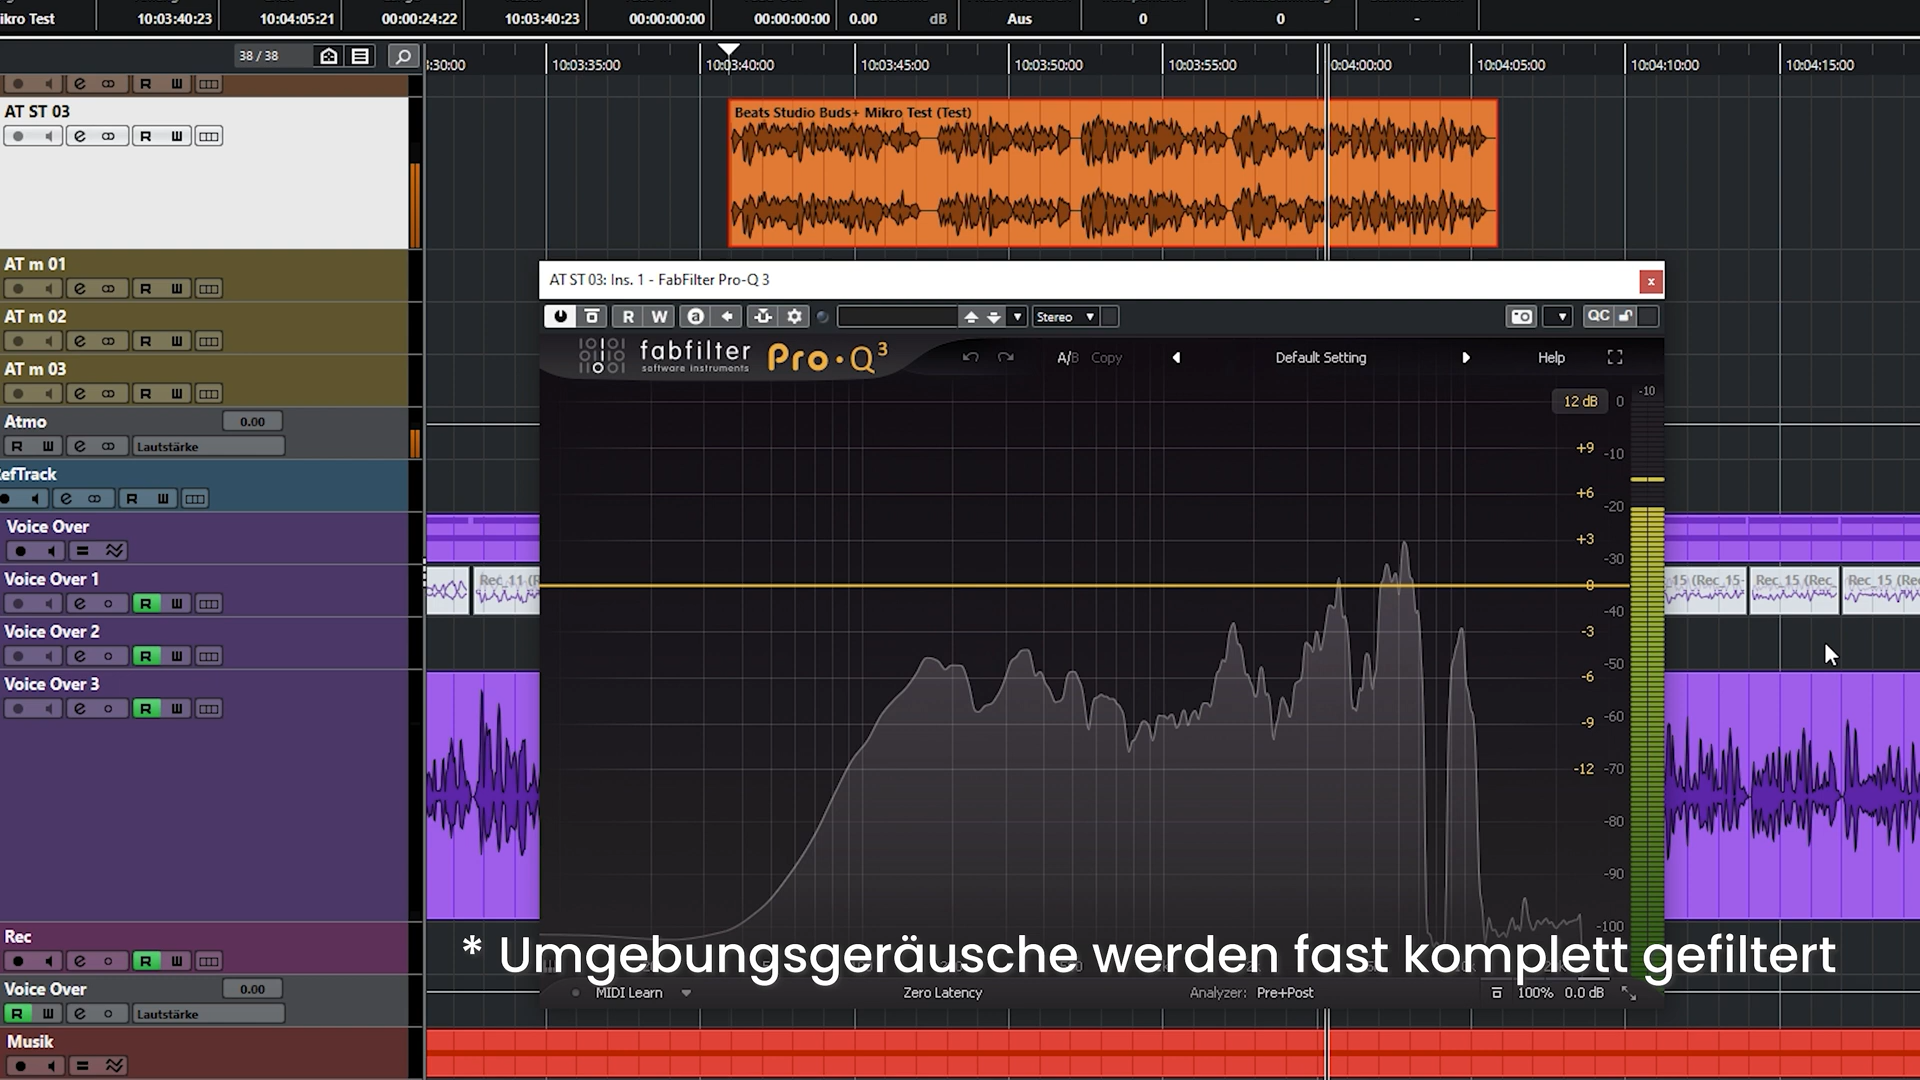 ikro Test 10:03:40:23 10:04:05:21 00:00:24:22 10:03:40:23 00:00:00:00 00:00:00:00 0.00 dB Aus 0 0 -
38 / 38
:30:00 10:03:35:00 10:03:40:00 10:03:45:00 10:03:50:00 10:03:55:00 0:04:00:00 10:04:05:00 10:04:10:00 10:04:15:00
R W
AT ST 03
R W
Beats Studio Buds+ Mikro Test (Test)
AT m 01
R W
AT m 02
R W
AT m 03
R W
Atmo 0.00
R W Lautstärke
efTrack
R W
Voice Over
Voice Over 1
R W
Rec_11 (R
15 (Rec_15- Rec_15 (Rec_ Rec_15 (Rec
Voice Over 2
R W
Voice Over 3
R W
Rec
R W
Voice Over 0.00
R W Lautstärke
Musik
AT ST 03: Ins. 1 - FabFilter Pro-Q 3 x
R W a Stereo QC
fabfilter
software instruments
Pro·Q3
A/B Copy Default Setting Help
12 dB 0 -10
+9 -10
+6 -20
+3 -30
0 -40
-3 -50
-6 -60
-9
-12 -70
-80
-90
-100
* Umgebungsgeräusche werden fast komplett gefiltert
MIDI Learn Zero Latency Analyzer: Pre+Post 100% 0.0 dB